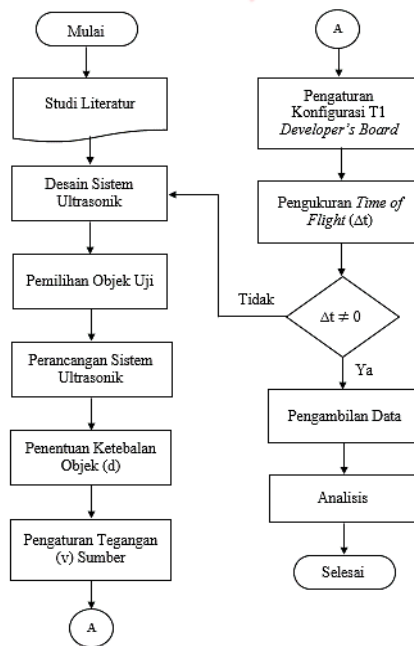 Mulai
Studi Literatur
Desain Sistem
Ultrasonik
Pemilihan Objek Uji
Perancangan Sistem
Ultrasonik
Penentuan Ketebalan
Objek (d)
Pengaturan Tegangan
(v) Sumber
A
A
Pengaturan
Konfigurasi T1
Developer's Board
Pengukuran Time of
Flight (Δt)
Tidak
Δt ≠ 0
Ya
Pengambilan Data
Analisis
Selesai